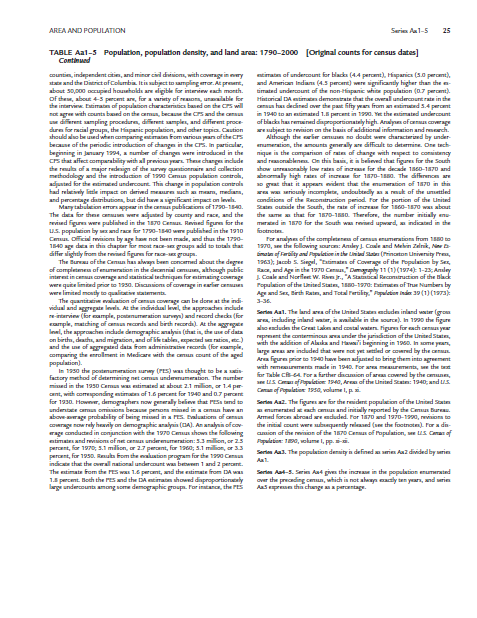 AREA AND POPULATION
Series Aa1–5 25
TABLE Aa1–5 Population, population density, and land area: 1790–2000 [Original counts for census dates]
Continued
counties, independent cities, and minor civil divisions, with coverage in every
state and the District of Columbia. It is subject to sampling error. At present,
about 50,000 occupied households are eligible for interview each month.
Of these, about 4–5 percent are, for a variety of reasons, unavailable for
the interview. Estimates of population characteristics based on the CPS will
not agree with counts based on the census, because the CPS and the census
use different sampling procedures, different samples, and different proce-
dures for racial groups, the Hispanic population, and other topics. Caution
should also be used when comparing estimates from various years of the CPS
because of the periodic introduction of changes in the CPS. In particular,
beginning in January 1994, a number of changes were introduced in the
CPS that affect comparability with all previous years. These changes include
the results of a major redesign of the survey questionnaire and collection
methodology and the introduction of 1990 Census population controls,
adjusted for the estimated undercount. This change in population controls
had relatively little impact on derived measures such as means, medians,
and percentage distributions, but did have a significant impact on levels.
Many tabulation errors appear in the census publications of 1790–1840.
The data for these censuses were adjusted by county and race, and the
revised figures were published in the 1870 Census. Revised figures for the
U.S. population by sex and race for 1790–1840 were published in the 1910
Census. Official revisions by age have not been made, and thus the 1790–
1840 age data in this chapter for most race–sex groups add to totals that
differ slightly from the revised figures for race–sex groups.
The Bureau of the Census has always been concerned about the degree
of completeness of enumeration in the decennial censuses, although public
interest in census coverage and statistical techniques for estimating coverage
were quite limited prior to 1950. Discussions of coverage in earlier censuses
were limited mostly to qualitative statements.
The quantitative evaluation of census coverage can be done at the indi-
vidual and aggregate levels. At the individual level, the approaches include
re-interview (for example, postenumeration surveys) and record checks (for
example, matching of census records and birth records). At the aggregate
level, the approaches include demographic analysis (that is, the use of data
on births, deaths, and migration, and of life tables, expected sex ratios, etc.)
and the use of aggregated data from administrative records (for example,
comparing the enrollment in Medicare with the census count of the aged
population).
In 1950 the postenumeration survey (PES) was thought to be a satis-
factory method of determining net census underenumeration. The number
missed in the 1950 Census was estimated at about 2.1 million, or 1.4 per-
cent, with corresponding estimates of 1.6 percent for 1940 and 0.7 percent
for 1930. However, demographers now generally believe that PESs tend to
understate census omissions because persons missed in a census have an
above-average probability of being missed in a PES. Evaluations of census
coverage now rely heavily on demographic analysis (DA). An analysis of cov-
erage conducted in conjunction with the 1970 Census shows the following
estimates and revisions of net census underenumeration: 5.3 million, or 2.5
percent, for 1970; 5.1 million, or 2.7 percent, for 1960; 5.1 million, or 3.3
percent, for 1950. Results from the evaluation program for the 1990 Census
indicate that the overall national undercount was between 1 and 2 percent.
The estimate from the PES was 1.6 percent, and the estimate from DA was
1.8 percent. Both the PES and the DA estimates showed disproportionately
large undercounts among some demographic groups. For instance, the PES
estimates of undercount for blacks (4.4 percent), Hispanics (5.0 percent),
and American Indians (4.5 percent) were significantly higher than the es-
timated undercount of the non-Hispanic white population (0.7 percent).
Historical DA estimates demonstrate that the overall undercount rate in the
census has declined over the past fifty years from an estimated 5.4 percent
in 1940 to an estimated 1.8 percent in 1990. Yet the estimated undercount
of blacks has remained disproportionately high. Analyses of census coverage
are subject to revision on the basis of additional information and research.
Although the earlier censuses no doubt were characterized by under-
enumeration, the amounts generally are difficult to determine. One tech-
nique is the comparison of rates of change with respect to consistency
and reasonableness. On this basis, it is believed that figures for the South
show unreasonably low rates of increase for the decade 1860–1870 and
abnormally high rates of increase for 1870–1880. The differences are
so great that it appears evident that the enumeration of 1870 in this
area was seriously incomplete, undoubtedly as a result of the unsettled
conditions of the Reconstruction period. For the portion of the United
States outside the South, the rate of increase for 1860–1870 was about
the same as that for 1870–1880. Therefore, the number initially enu-
merated in 1870 for the South was revised upward, as indicated in the
footnotes.
For analyses of the completeness of census enumerations from 1880 to
1970, see the following sources: Ansley J. Coale and Melvin Zelnik, New Es-
timates of Fertility and Population in the United States (Princeton University Press,
1963); Jacob S. Siegel, "Estimates of Coverage of the Population by Sex,
Race, and Age in the 1970 Census," Demography 11 (1) (1974): 1–23; Ansley
J. Coale and Norfleet W. Rives Jr., "A Statistical Reconstruction of the Black
Population of the United States, 1880–1970: Estimates of True Numbers by
Age and Sex, Birth Rates, and Total Fertility," Population Index 39 (1) (1973):
3–36.
Series Aa1. The land area of the United States excludes inland water (gross
area, including inland water, is available in the source). In 1990 the figure
also excludes the Great Lakes and costal waters. Figures for each census year
represent the conterminous area under the jurisdiction of the United States,
with the addition of Alaska and Hawai'i beginning in 1960. In some years,
large areas are included that were not yet settled or covered by the census.
Area figures prior to 1940 have been adjusted to bring them into agreement
with remeasurements made in 1940. For area measurements, see the text
for Table Cf8–64. For a further discussion of areas covered by the censuses,
see U.S. Census of Population: 1940, Areas of the United States: 1940; and U.S.
Census of Population: 1950, volume 1, p. x.
Series Aa2. The figures are for the resident population of the United States
as enumerated at each census and initially reported by the Census Bureau.
Armed forces abroad are excluded. For 1870 and 1970–1990, revisions to
the initial count were subsequently released (see the footnotes). For a dis-
cussion of the revision of the 1870 Census of Population, see U.S. Census of
Population: 1890, volume I, pp. xi–xii.
Series Aa3. The population density is defined as series Aa2 divided by series
Aa1.
Series Aa4–5. Series Aa4 gives the increase in the population enumerated
over the preceding census, which is not always exactly ten years, and series
Aa5 expresses this change as a percentage.